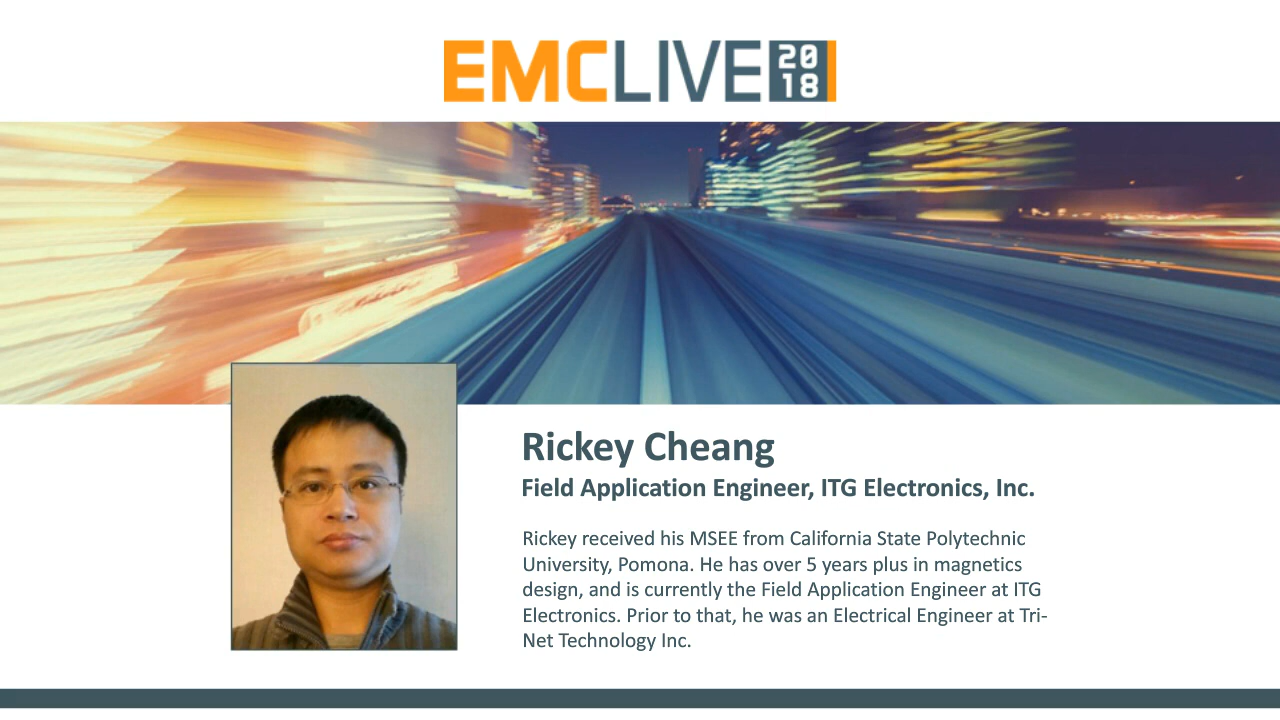 EMCLIVE 2018
Rickey Cheang
Field Application Engineer, ITG Electronics, Inc.
Rickey received his MSEE from California State Polytechnic
University, Pomona. He has over 5 years plus in magnetics
design, and is currently the Field Application Engineer at ITG
Electronics. Prior to that, he was an Electrical Engineer at Tri-
Net Technology Inc.